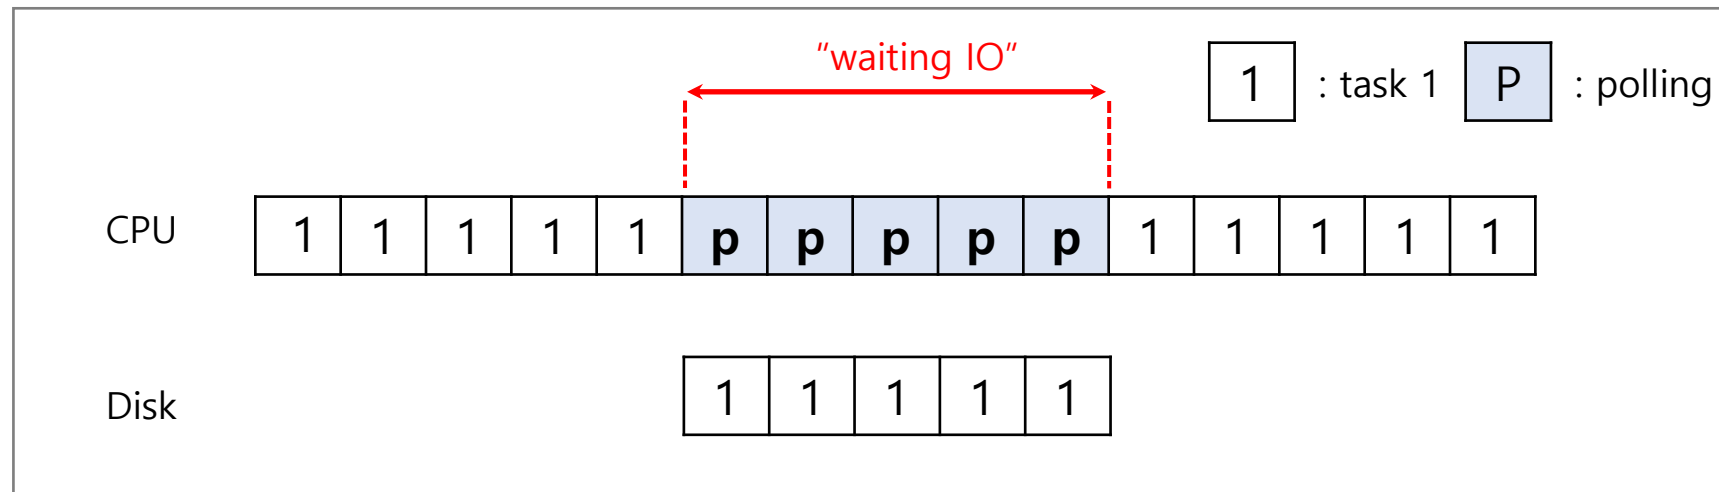 “waiting IO“
1 : task 1 P : polling
CPU 1 1 1 1 1 p p p p p 1 1 1 1 1
Disk 1 1 1 1 1